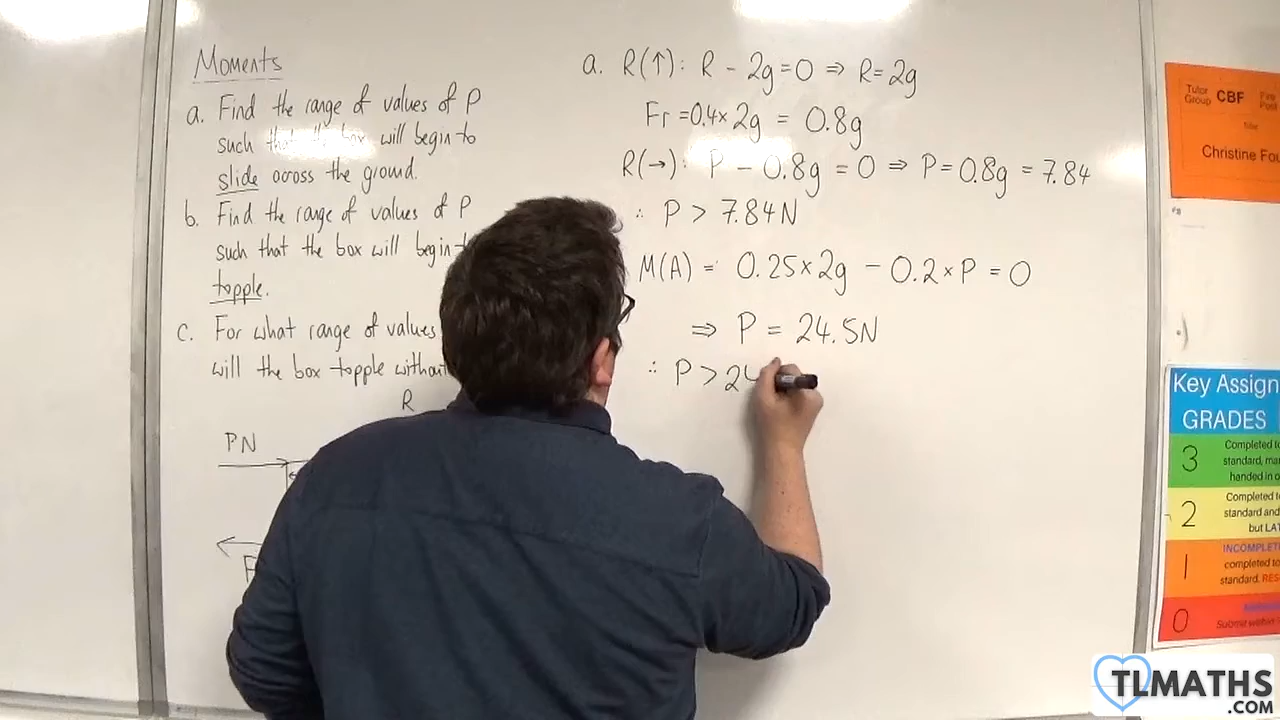 Moments
a. Find the range of values of P
such that the box will begin to
slide across the ground.
b. Find the range of values of P
such that the box will begin to
topple.
c. For what range of values
will the box topple without
R
PN
F
a. R(↑): R - 2g = 0 ⇒ R = 2g
Fr = 0.4 × 2g = 0.8g
R(→): P - 0.8g = 0 ⇒ P = 0.8g = 7.84
∴ P > 7.84N
M(A) = 0.25 × 2g - 0.2 × P = 0
⇒ P = 24.5N
∴ P > 24
Tutor Group CBF
Christine Fou
Key Assign
GRADES
3 Completed to
standard, ma
handed in o
2 Completed t
standard and
but LAT
1 INCOMPLET
completed to
standard. RES
0
Submit
TLMATHS
.COM